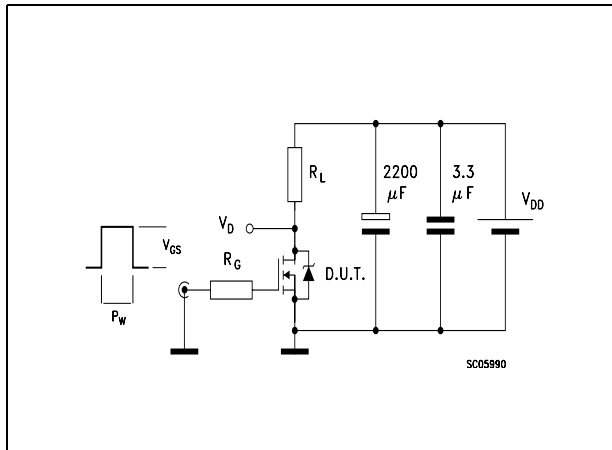 R_L
2200
µF
3.3
µF
V_DD
V_D
V_GS
R_G
D.U.T.
P_W
SC05990